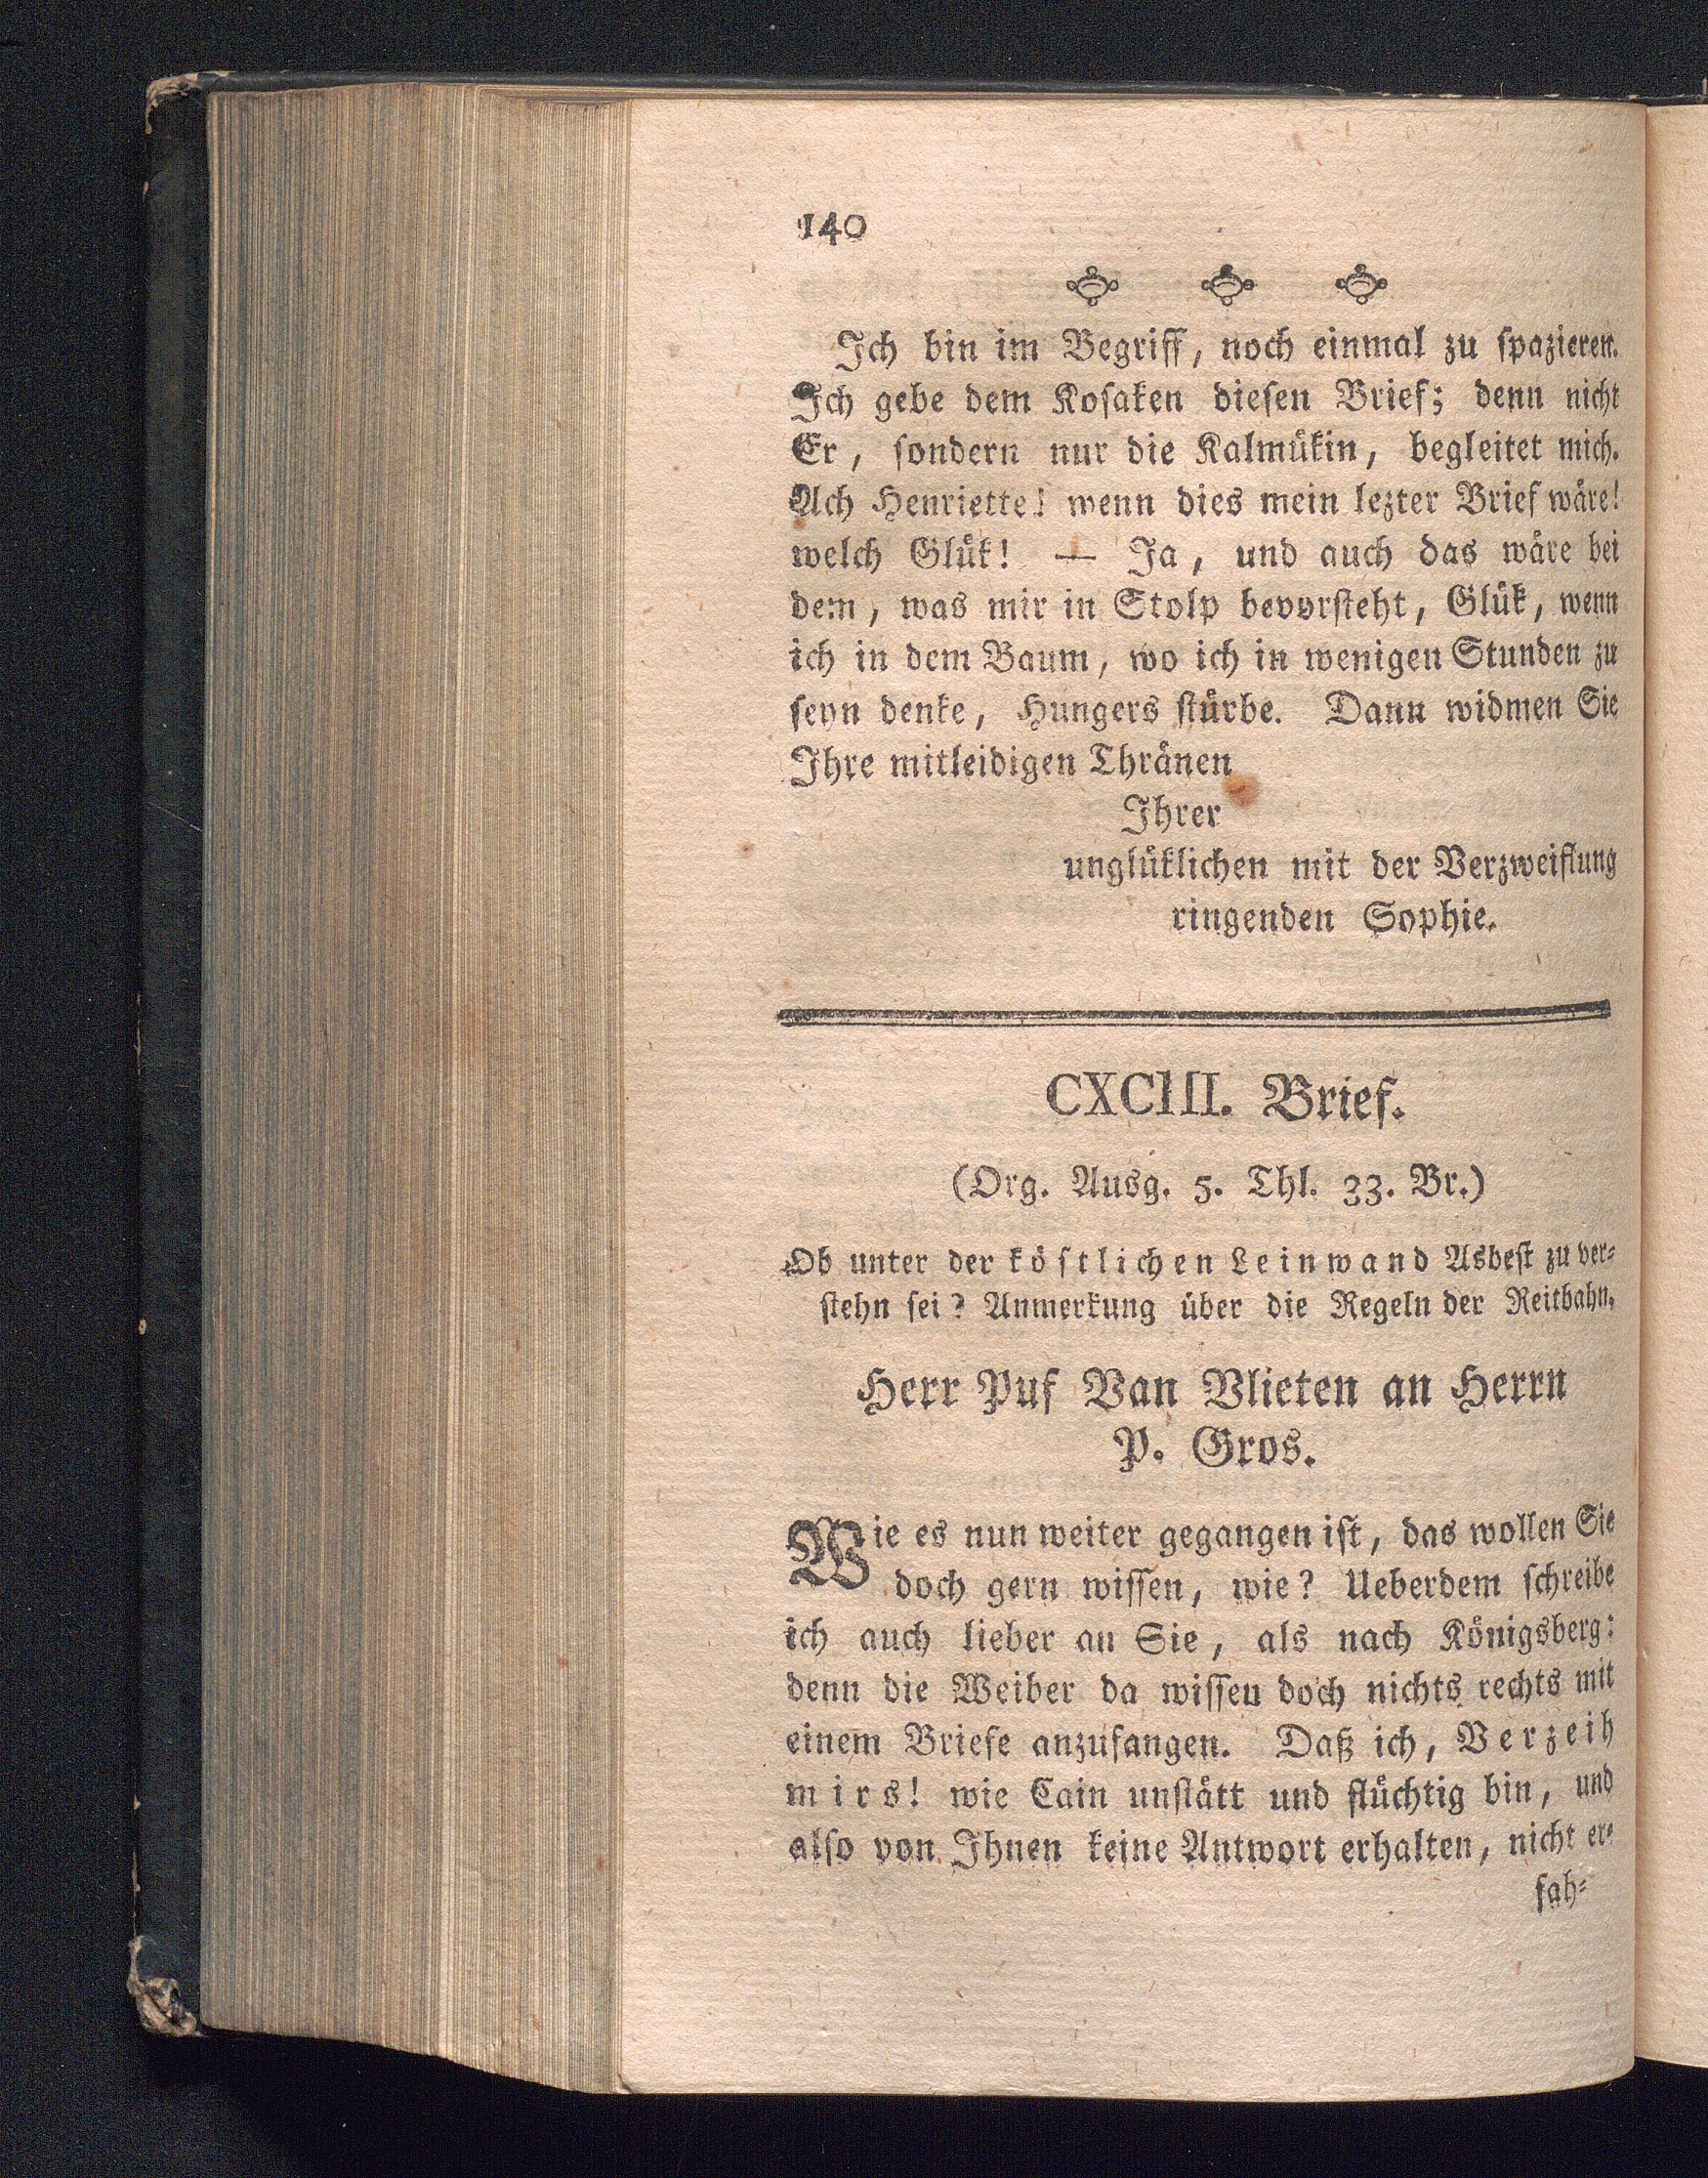 140
Ich bin im Begriff, noch einmal zu ſpazieren.
Ich gebe dem Koſaken dieſen Brief; denn nicht
Er, ſondern nur die Kalmükin, begleitet mich.
Ach Henriette! wenn dies mein lezter Brief wäre!
welch Glük! — Ja, und auch das wäre bei
dem, was mir in Stolp bevorſteht, Glük, wenn
ich in dem Baum, wo ich in wenigen Stunden zu
ſeyn denke, Hungers ſtürbe. Dann widmen Sie
Ihre mitleidigen Thränen
Ihrer
unglüklichen mit der Verzweiflung
ringenden Sophie.
CXCIII. Brief.
(Org. Ausg. 5. Thl. 33. Br.)
Ob unter der köſtlichen Leinwand Asbeſt zu ver⸗
ſtehn ſei? Anmerkung über die Regeln der Reitbahn.
Herr Puf Van Vlieten an Herrn
P. Gros.
Wie es nun weiter gegangen iſt, das wollen Sie
doch gern wiſſen, wie? Ueberdem ſchreibe
ich auch lieber an Sie, als nach Königsberg:
denn die Weiber da wiſſen doch nichts rechts mit
einem Briefe anzufangen. Daß ich, Verzeih
mirs! wie Cain unſtätt und flüchtig bin, und
alſo von Ihnen keine Antwort erhalten, nicht er⸗
fah⸗